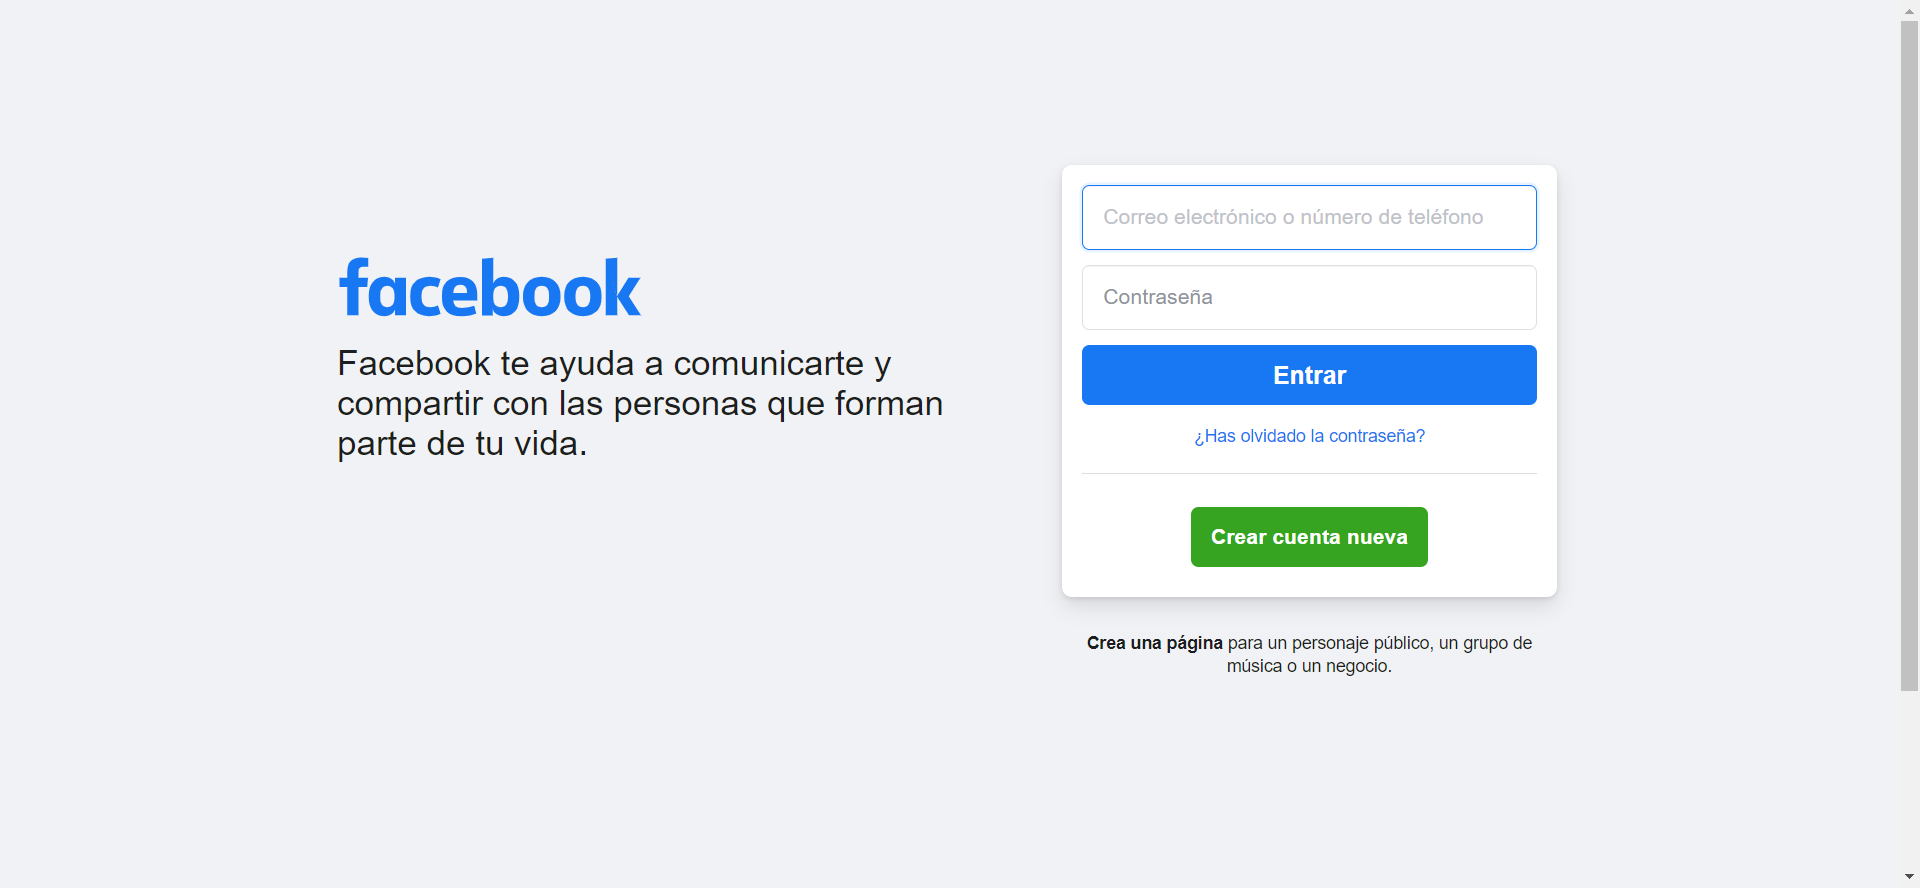 facebook
Facebook te ayuda a comunicarte y
compartir con las personas que forman
parte de tu vida.
Correo electrónico o número de teléfono
Contraseña
Entrar
¿Has olvidado la contraseña?
Crear cuenta nueva
Crea una página para un personaje público, un grupo de
música o un negocio.